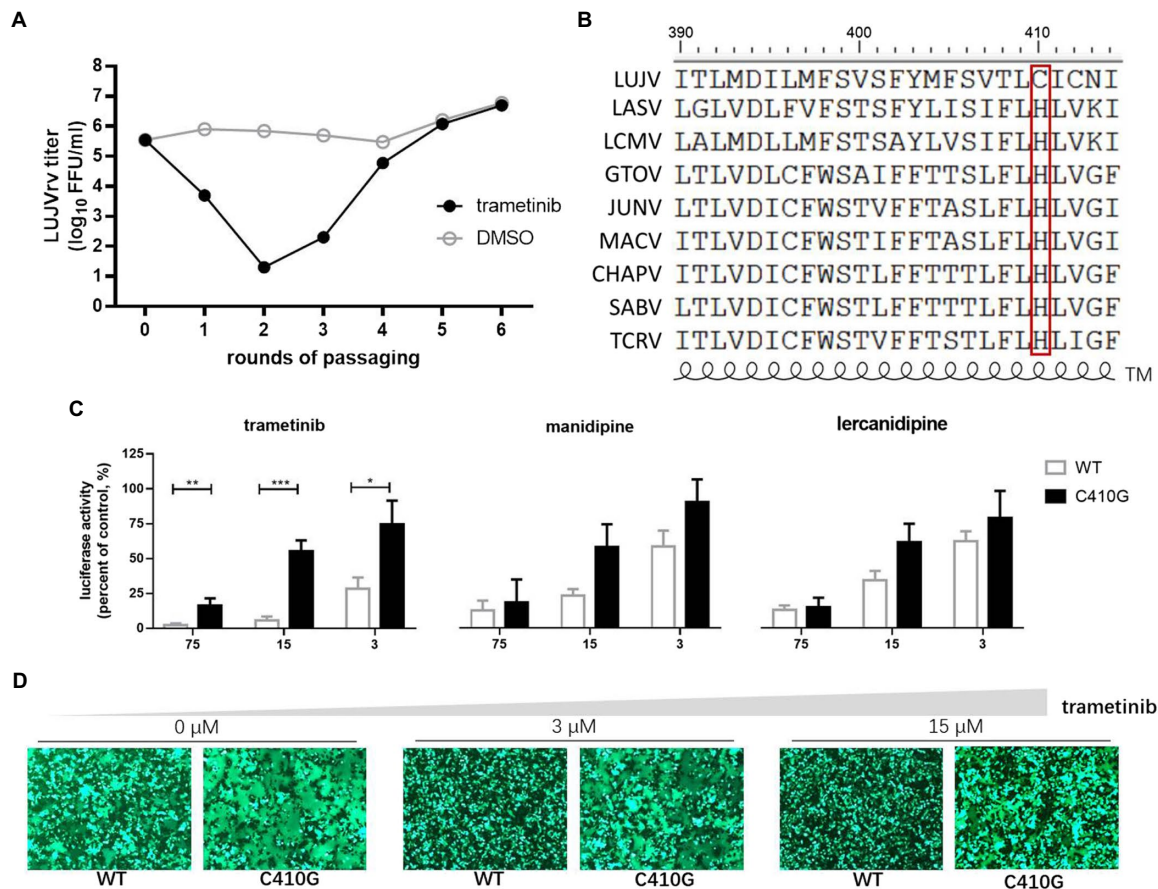 A
8
7
6
5
4
3
2
1
0
LUJVrv titer
(log10 FFU/ml)
0 1 2 3 4 5 6
rounds of passaging
trametinib
DMSO
B
390 400 410
LUJV ITLMDILMFSVSFYMFSVTLCICNI
LASV LGLVDLFVFSTSFYLISIFLHLVKI
LCMV LALMDLLMFSTSAYLVSIFLHLVKI
GTOV LTLVDLCFWSAIFFTTSLFLHLVGF
JUNV LTLVDICFWSTVFFTASLFLHLVGI
MACV LTLVDICFWSTIFFTASLFLHLVGI
CHAPV ITLVDICFWSTLFFTTTLFLHLVGF
SABV LTLVDICFWSTLFFTTTLFLHLVGF
TCRV ITLVDICFWSTVFFTSTLFLHLIGF
TM
C
trametinib
luciferase activity
(percent of control, %)
125
100
75
50
25
0
** *** *
75 15 3
manidipine
75 15 3
lercanidipine
75 15 3
WT
C410G
D
trametinib
0 μM 3 μM 15 μM
WT C410G WT C410G WT C410G